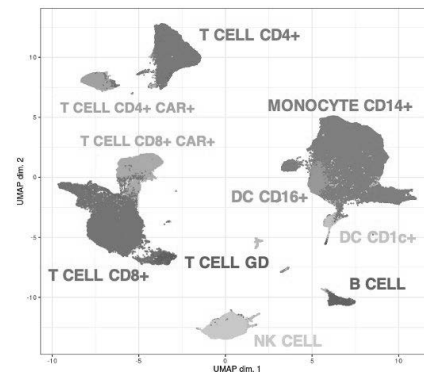 T CELL CD4+
T CELL CD4+ CAR+
MONOCYTE CD14+
T CELL CD8+ CAR+
DC CD16+
DC CD1c+
T CELL GD
T CELL CD8+
B CELL
NK CELL
UMAP dim. 2
10
5
0
-5
-10
-10
-5
0
5
10
UMAP dim. 1